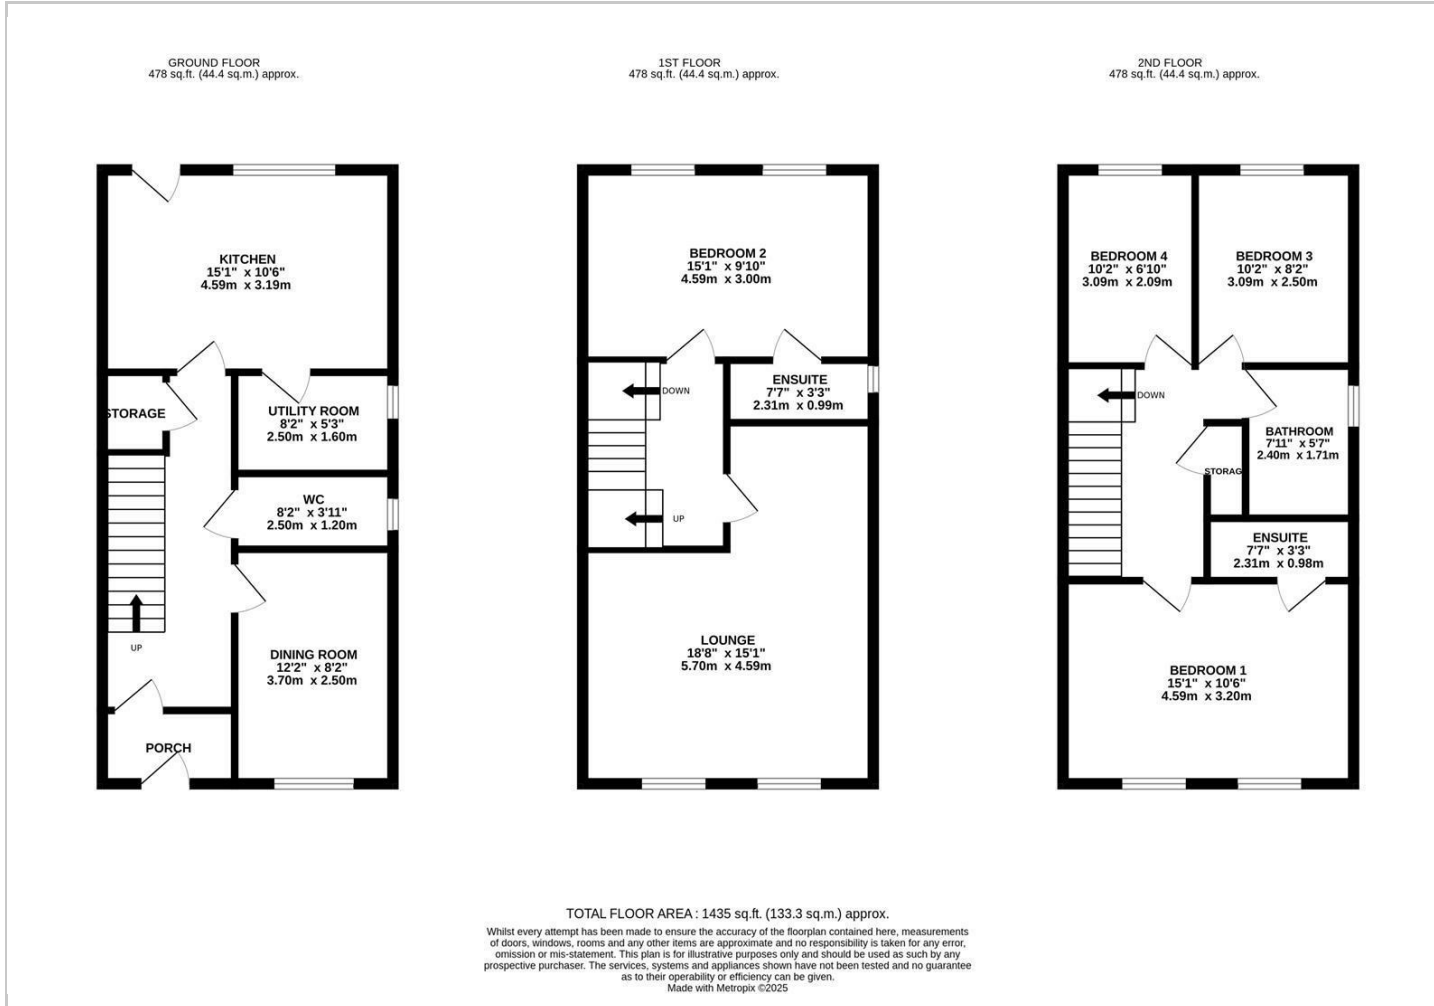 GROUND FLOOR
478 sq.ft. (44.4 sq.m.) approx.
KITCHEN
15'1" x 10'6"
4.59m x 3.19m
STORAGE
UTILITY ROOM
8'2" x 5'3"
2.50m x 1.60m
WC
8'2" x 3'11"
2.50m x 1.20m
UP
DINING ROOM
12'2" x 8'2"
3.70m x 2.50m
PORCH
1ST FLOOR
478 sq.ft. (44.4 sq.m.) approx.
BEDROOM 2
15'1" x 9'10"
4.59m x 3.00m
DOWN
ENSUITE
7'7" x 3'3"
2.31m x 0.99m
UP
LOUNGE
18'8" x 15'1"
5.70m x 4.59m
2ND FLOOR
478 sq.ft. (44.4 sq.m.) approx.
BEDROOM 4
10'2" x 6'10"
3.09m x 2.09m
BEDROOM 3
10'2" x 8'2"
3.09m x 2.50m
DOWN
BATHROOM
7'11" x 5'7"
2.40m x 1.71m
STORAG
ENSUITE
7'7" x 3'3"
2.31m x 0.98m
BEDROOM 1
15'1" x 10'6"
4.59m x 3.20m
TOTAL FLOOR AREA : 1435 sq.ft. (133.3 sq.m.) approx.
Whilst every attempt has been made to ensure the accuracy of the floorplan contained here, measurements
of doors, windows, rooms and any other items are approximate and no responsibility is taken for any error,
omission or mis-statement. This plan is for illustrative purposes only and should be used as such by any
prospective purchaser. The services, systems and appliances shown have not been tested and no guarantee
as to their operability or efficiency can be given.
Made with Metropix ©2025